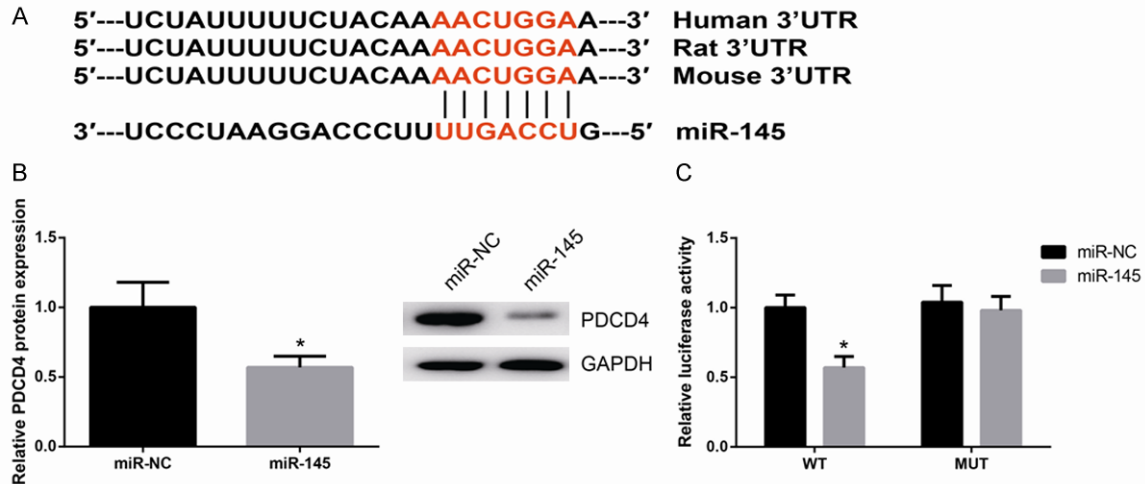 A
5′---UCUAUUUUUCUACAAAACUGGAA---3′ Human 3’UTR
5′---UCUAUUUUUCUACAAAACUGGAA---3′ Rat 3’UTR
5′---UCUAUUUUUCUACAAAACUGGAA---3′ Mouse 3’UTR
3′---UCCCUAAGGACCCUUUUGACCUG---5′ miR-145
B
Relative PDCD4 protein expression
1.5
1.0
0.5
0.0
*
miR-NC
miR-145
miR-NC
miR-145
PDCD4
GAPDH
C
Relative luciferase activity
1.5
1.0
0.5
0.0
*
WT
MUT
miR-NC
miR-145